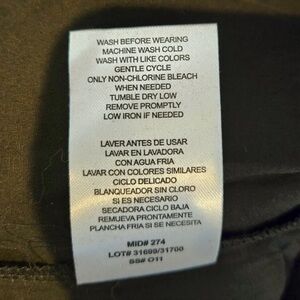 WASH BEFORE WEARING
MACHINE WASH COLD
WASH WITH LIKE COLORS
GENTLE CYCLE
ONLY NON-CHLORINE BLEACH
WHEN NEEDED
TUMBLE DRY LOW
REMOVE PROMPTLY
LOW IRON IF NEEDED
LAVER ANTES DE USAR
LAVAR EN LAVADORA
CON AGUA FRIA
LAVAR CON COLORES SIMILARES
CICLO DELICADO
BLANQUEADOR SIN CLORO
SI ES NECESARIO
SECADORA CICLO BAJA
REMUEVA PRONTAMENTE
PLANCHA FRIA SI SE NECESITA
MID# 274
LOT# 31699/31700
SS# O11